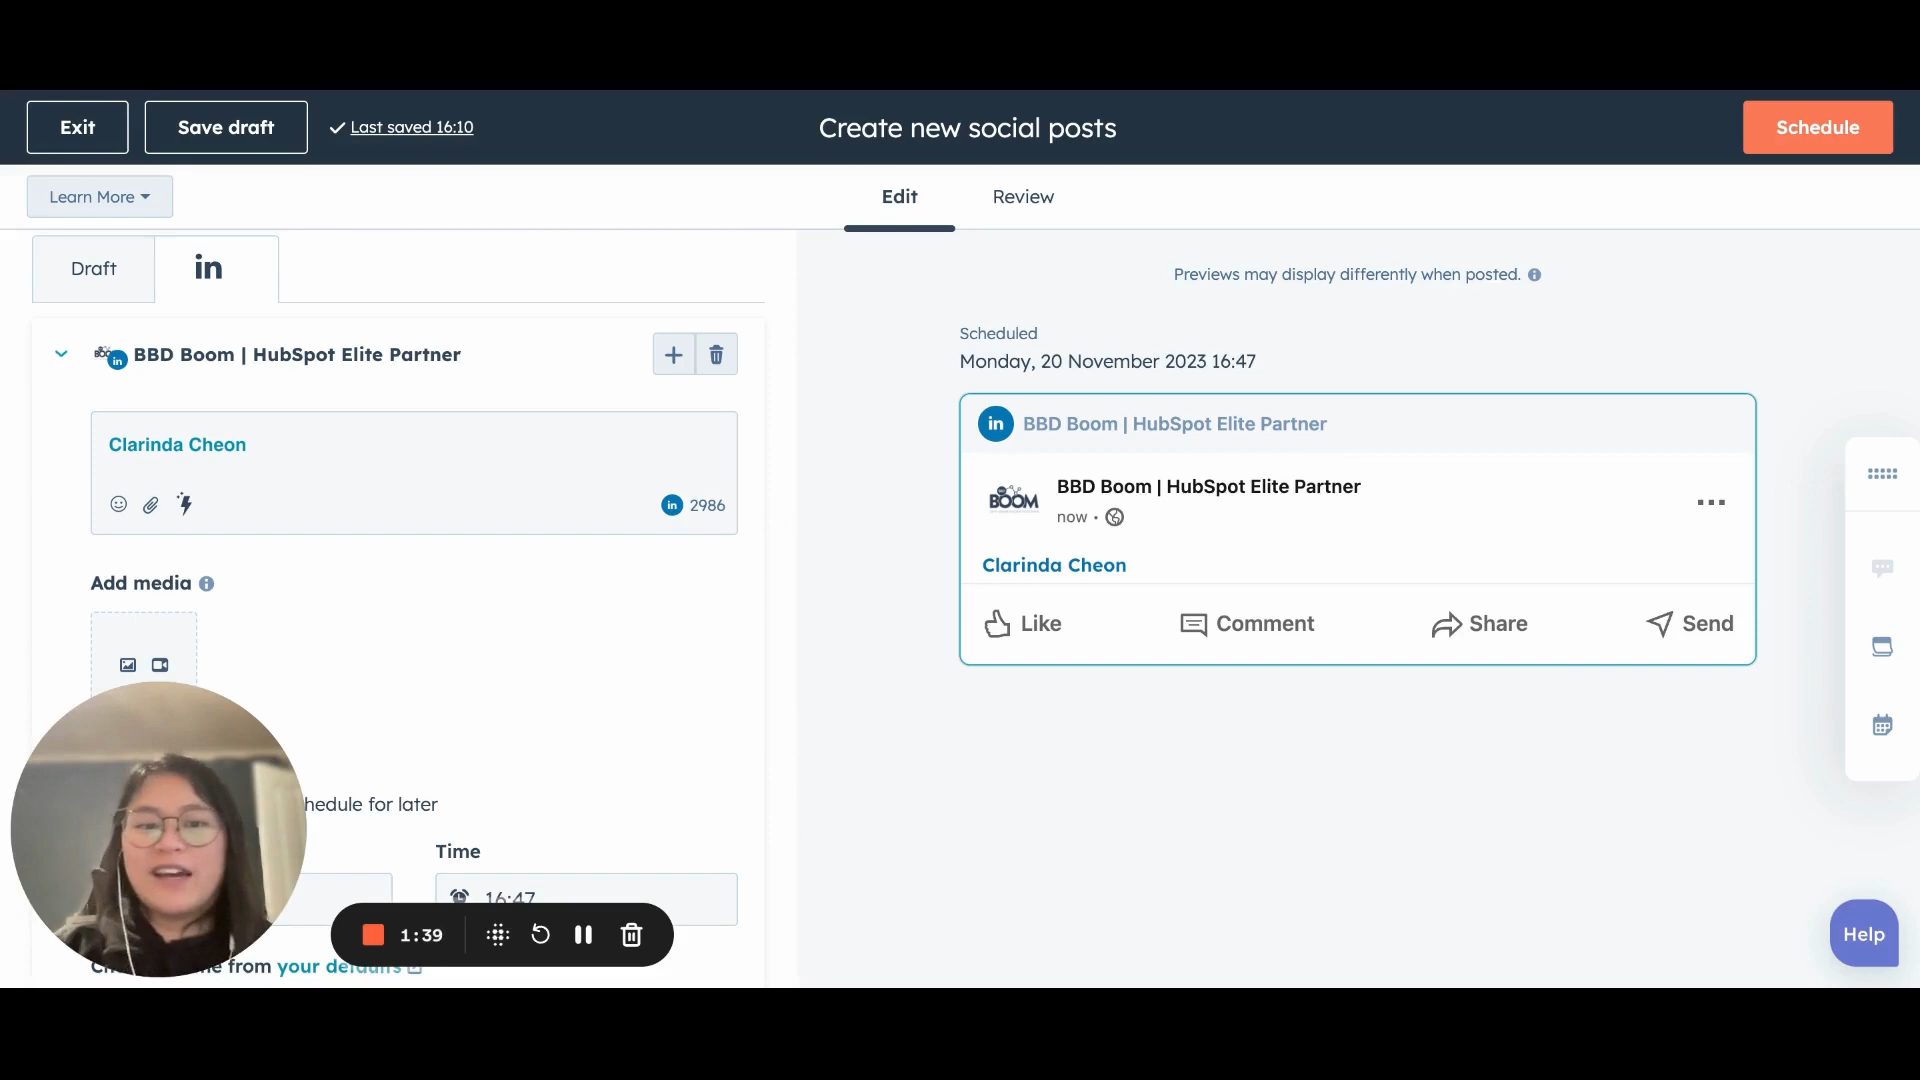 Exit
Save draft
Last saved 16:10
Create new social posts
Schedule
Learn More
Edit
Review
Draft
in
BBD Boom | HubSpot Elite Partner
Clarinda Cheon
in 2986
Add media
hedule for later
Time
16:47
from your defaults
1:39
Previews may display differently when posted.
Scheduled
Monday, 20 November 2023 16:47
in BBD Boom | HubSpot Elite Partner
BOOM
BBD Boom | HubSpot Elite Partner
now •
Clarinda Cheon
Like
Comment
Share
Send
Help